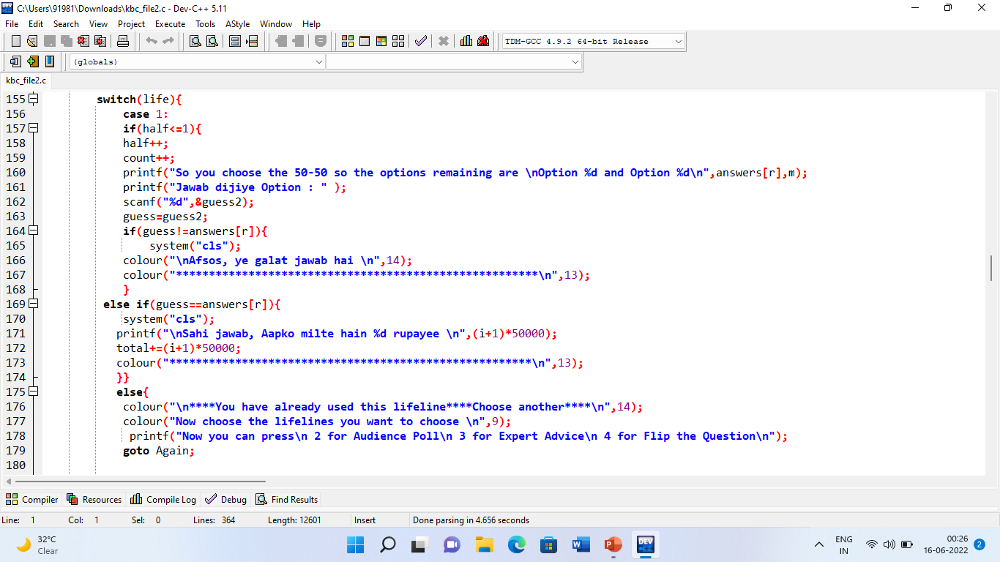 C:\Users\91981\Downloads\kbc_file2.c - Dev-C++ 5.11
File Edit Search View Project Execute Tools AStyle Window Help
TDM-GCC 4.9.2 64-bit Release
(globals)
kbc_file2.c
155 switch(life){
156 case 1:
157 if(half<=1){
158 half++;
159 count++;
160 printf("So you choose the 50-50 so the options remaining are \nOption %d and Option %d\n",answers[r],m);
161 printf("Jawab dijiye Option : " );
162 scanf("%d",&guess2);
163 guess=guess2;
164 if(guess!=answers[r]){
165 system("cls");
166 colour("\nAfsos, ye galat jawab hai \n",14);
167 colour("*******************************************************\n",13);
168 }
169 else if(guess==answers[r]){
170 system("cls");
171 printf("\nSahi jawab, Aapko milte hain %d rupayee \n",(i+1)*50000);
172 total+=(i+1)*50000;
173 colour("*******************************************************\n",13);
174 }}
175 else{
176 colour("\n****You have already used this lifeline****Choose another****\n",14);
177 colour("Now choose the lifelines you want to choose \n",9);
178 printf("Now you can press\n 2 for Audience Poll\n 3 for Expert Advice\n 4 for Flip the Question\n");
179 goto Again;
180
Compiler Resources Compile Log Debug Find Results
Line: 1 Col: 1 Sel: 0 Lines: 364 Length: 12601 Insert Done parsing in 4.656 seconds
32°C
Clear
ENG
IN
00:26
16-06-2022
2